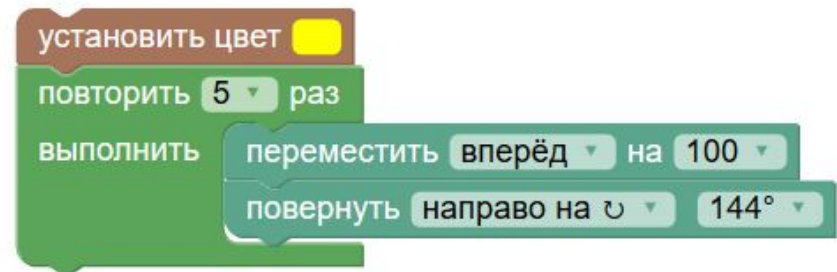 установить цвет
повторить 5 раз
выполнить переместить вперёд на 100
повернуть направо на ↻ 144°